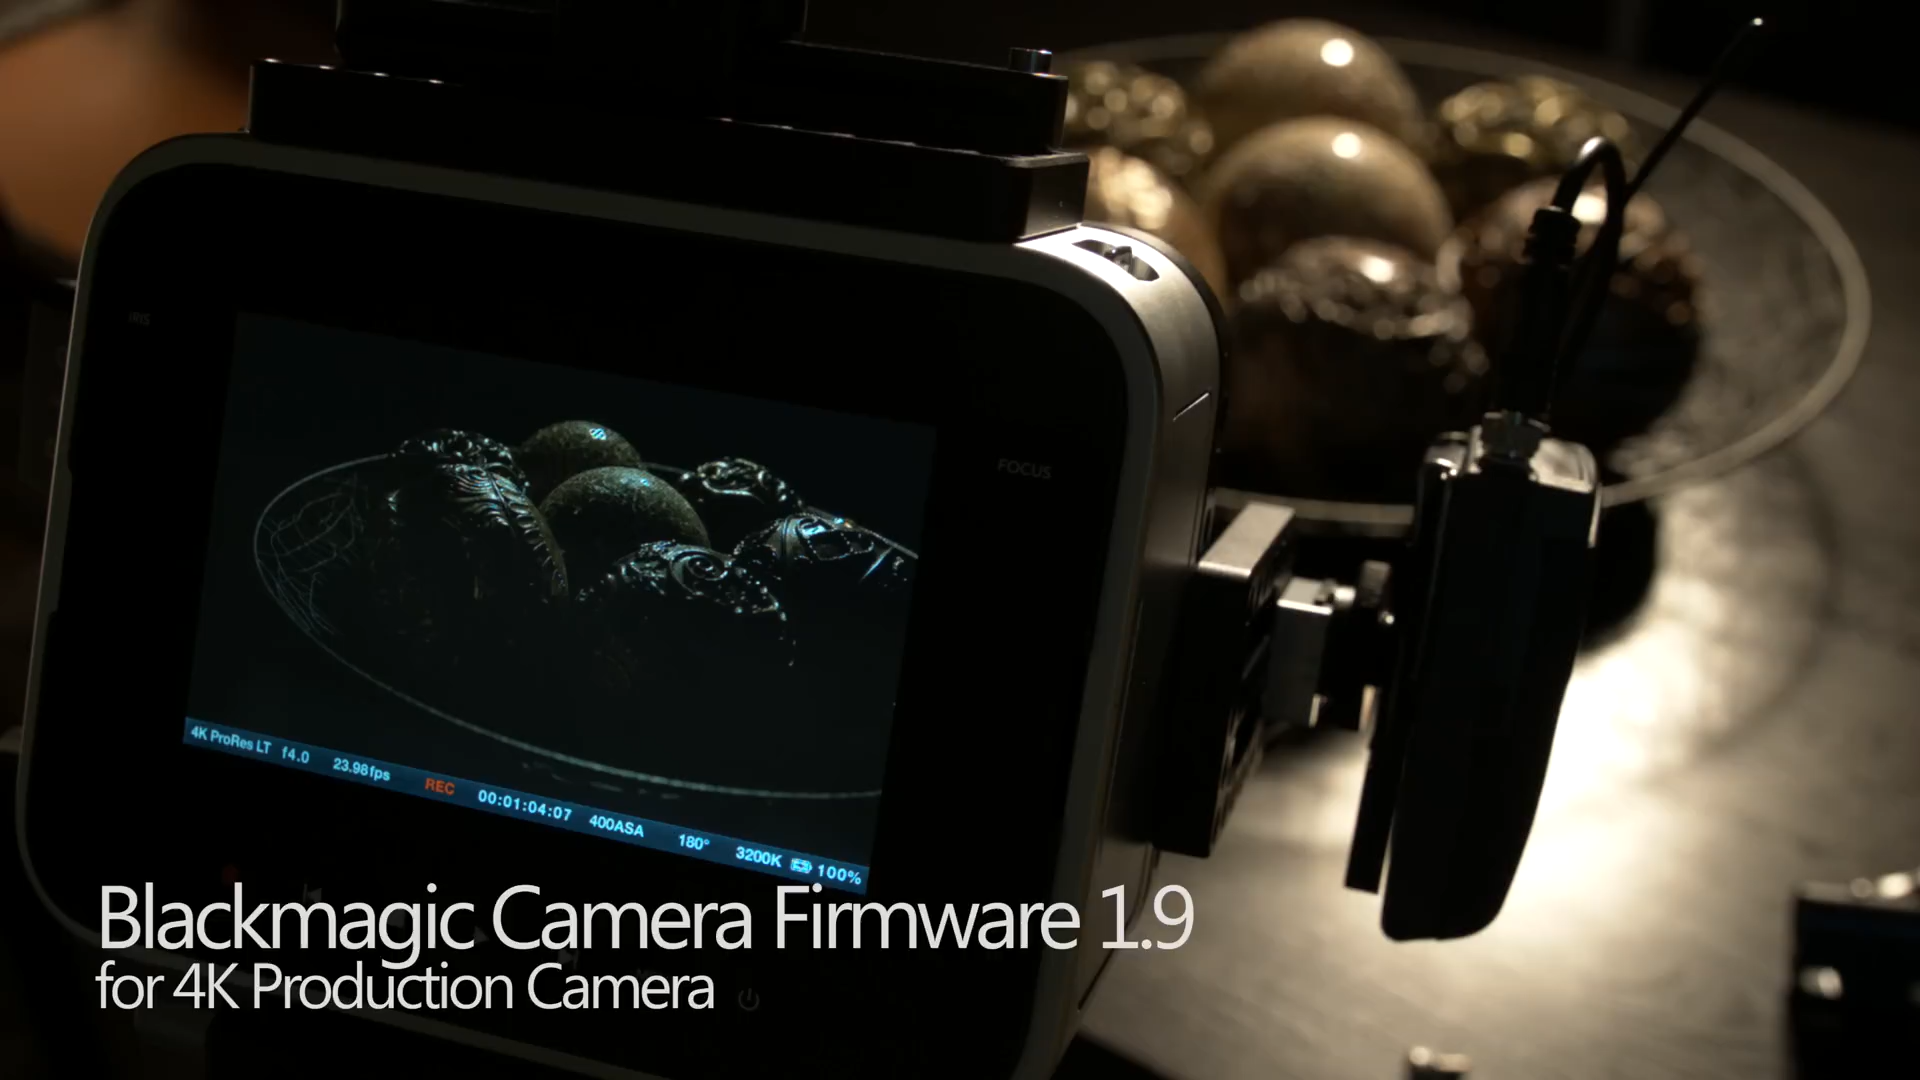 IRIS
FOCUS
4K ProRes LT f4.0 23.98fps REC 00:01:04:07 400ASA 180° 3200K 100%
Blackmagic Camera Firmware 1.9
for 4K Production Camera